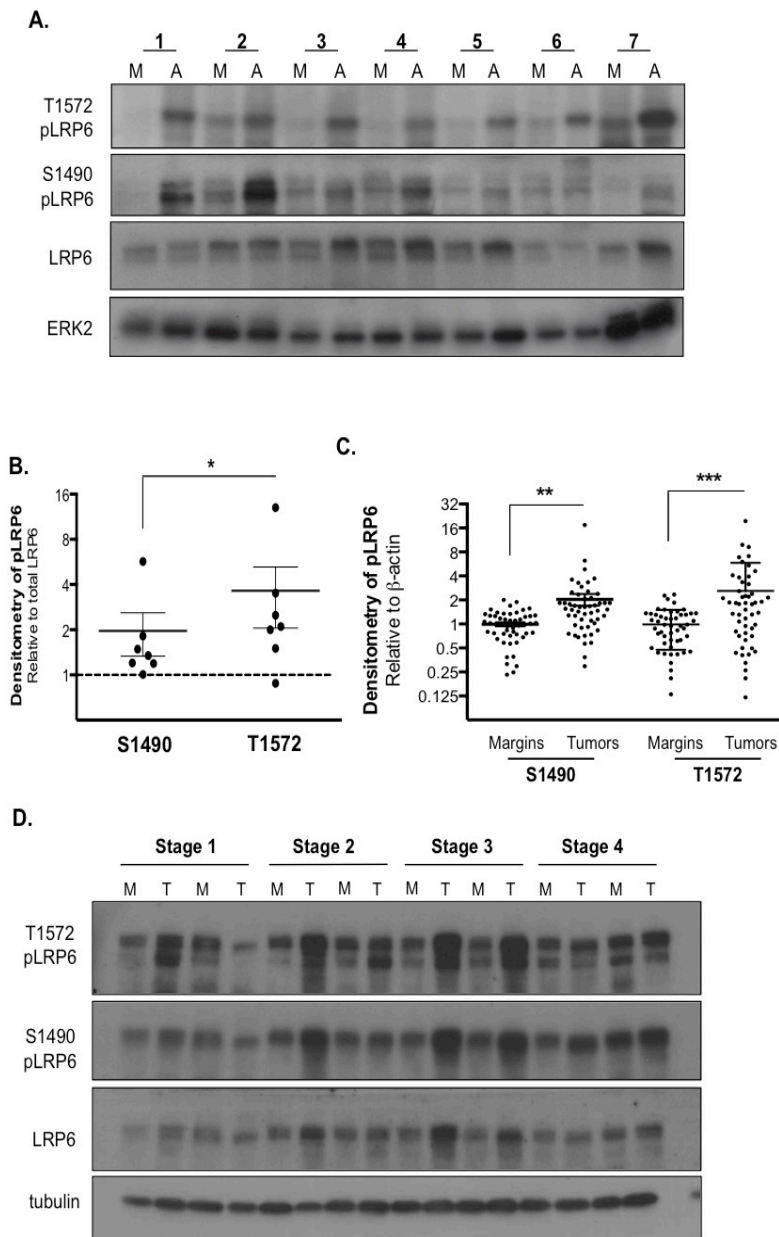 A.
1 2 3 4 5 6 7
M A M A M A M A M A M A M A
T1572
pLRP6
S1490
pLRP6
LRP6
ERK2
B.
*
Densitometry of pLRP6
Relative to total LRP6
16
8
4
2
1
S1490 T1572
C.
** ***
Densitometry of pLRP6
Relative to β-actin
32
16
8
4
2
1
0.5
0.25
0.125
Margins Tumors Margins Tumors
S1490 T1572
D.
Stage 1 Stage 2 Stage 3 Stage 4
M T M T M T M T M T M T M T M T
T1572
pLRP6
S1490
pLRP6
LRP6
tubulin